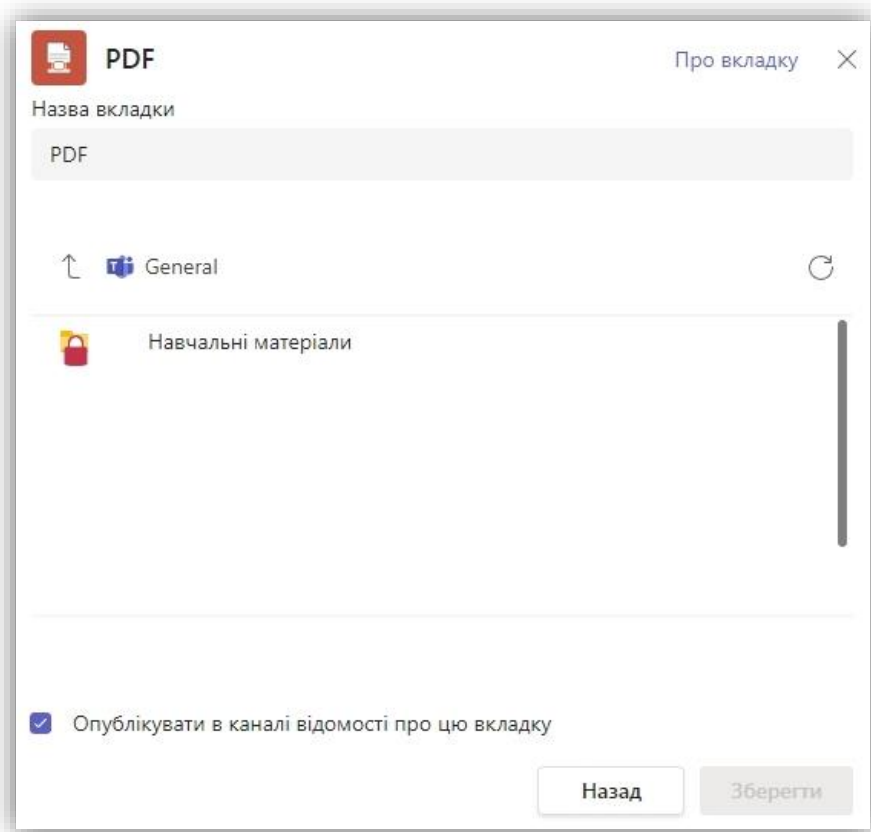 PDF
Про вкладку
Назва вкладки
PDF
General
Навчальні матеріали
Опублікувати в каналі відомості про цю вкладку
Назад
Зберегти